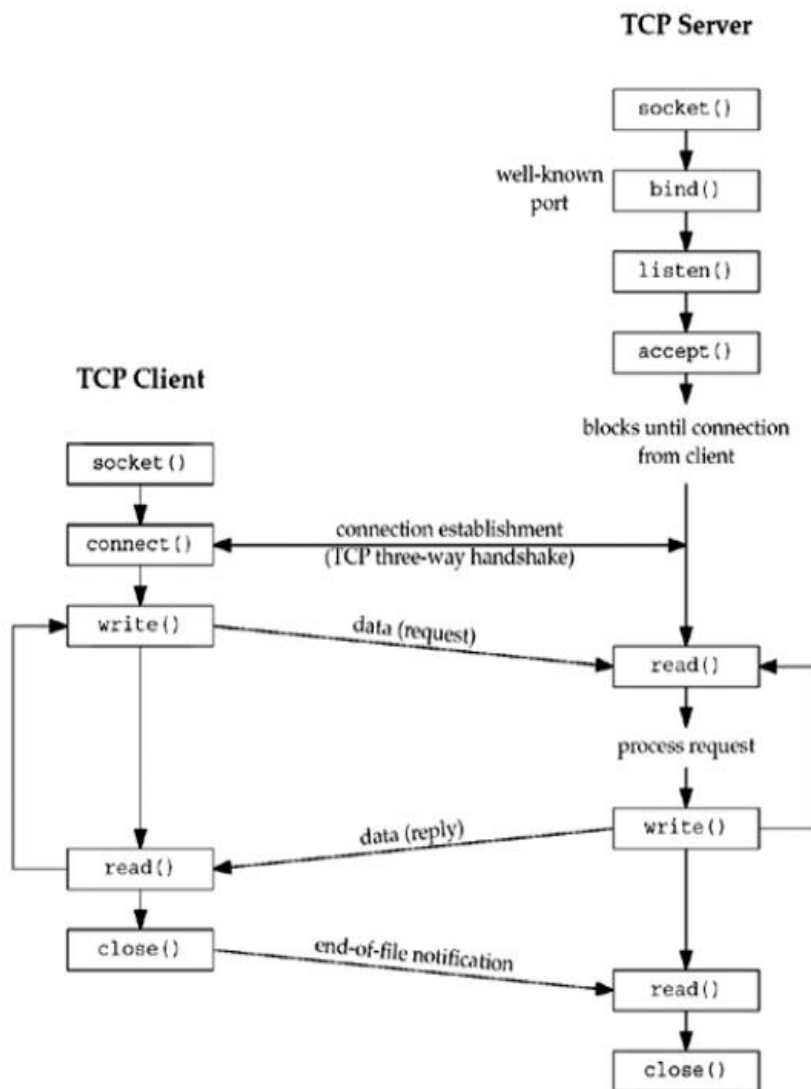 TCP Server
socket()
well-known
port
bind()
listen()
accept()
TCP Client
blocks until connection
from client
socket()
connection establishment
(TCP three-way handshake)
connect()
write()
data (request)
read()
process request
write()
data (reply)
read()
close()
end-of-file notification
read()
close()